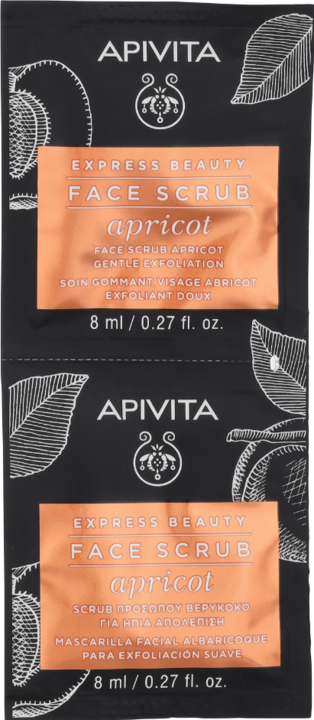 APIVITA
EXPRESS BEAUTY
FACE SCRUB
apricot
FACE SCRUB APRICOT
GENTLE EXFOLIATION
SOIN GOMMANT VISAGE ABRICOT
EXFOLIANT DOUX
8 ml / 0.27 fl. oz.
APIVITA
EXPRESS BEAUTY
FACE SCRUB
apricot
SCRUB ΠΡΟΣΩΠΟΥ ΒΕΡΥΚΟΚΟ
ΓΙΑ ΗΠΙΑ ΑΠΟΛΕΠΙΣΗ
MASCARILLA FACIAL ALBARICOQUE
PARA EXFOLIACIÓN SUAVE
8 ml / 0.27 fl. oz.